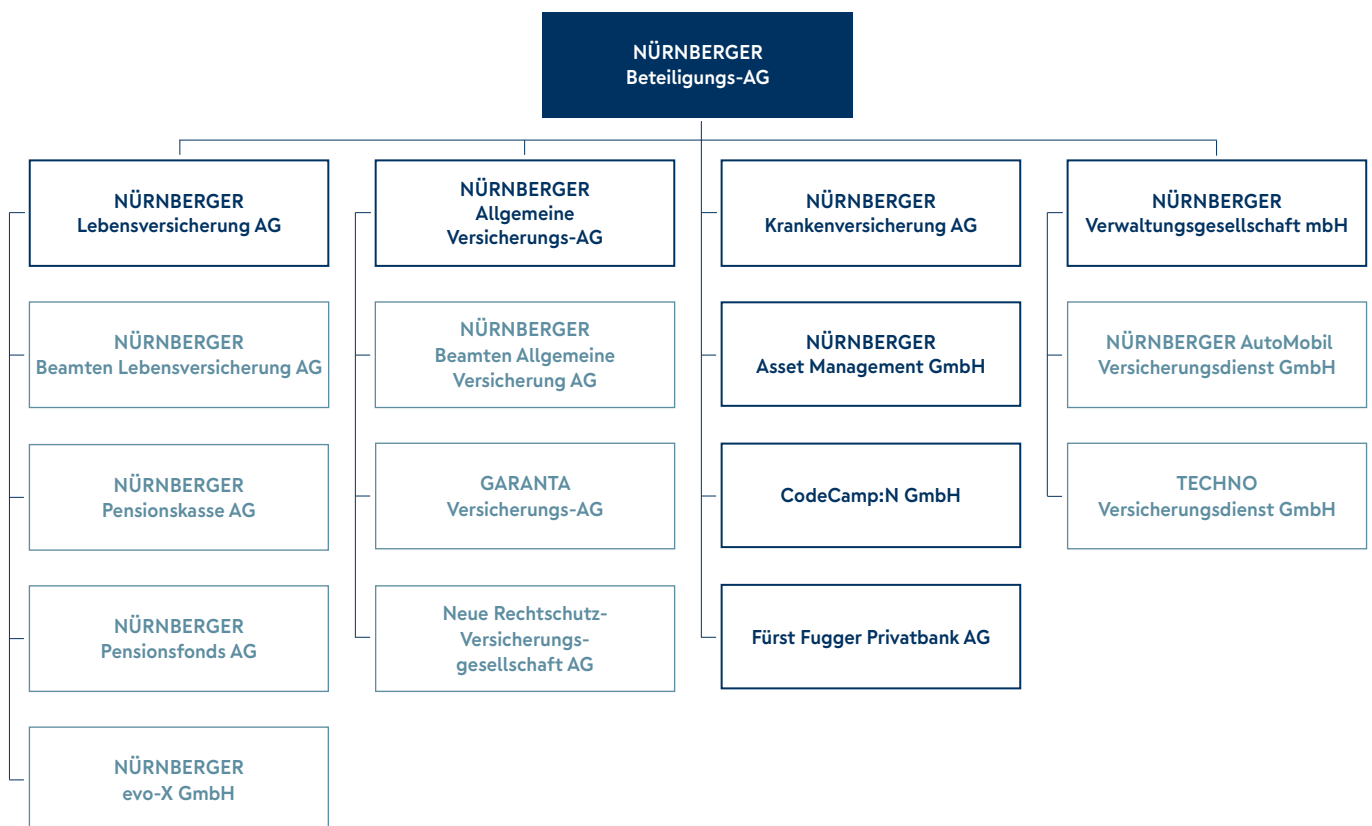 NÜRNBERGER
Beteiligungs-AG
NÜRNBERGER
Lebensversicherung AG
NÜRNBERGER
Allgemeine
Versicherungs-AG
NÜRNBERGER
Krankenversicherung AG
NÜRNBERGER
Verwaltungsgesellschaft mbH
NÜRNBERGER
Beamten Lebensversicherung AG
NÜRNBERGER
Beamten Allgemeine
Versicherung AG
NÜRNBERGER
Asset Management GmbH
NÜRNBERGER AutoMobil
Versicherungsdienst GmbH
NÜRNBERGER
Pensionskasse AG
GARANTA
Versicherungs-AG
CodeCamp:N GmbH
TECHNO
Versicherungsdienst GmbH
NÜRNBERGER
Pensionsfonds AG
Neue Rechtschutz-
Versicherungs-
gesellschaft AG
Fürst Fugger Privatbank AG
NÜRNBERGER
evo-X GmbH